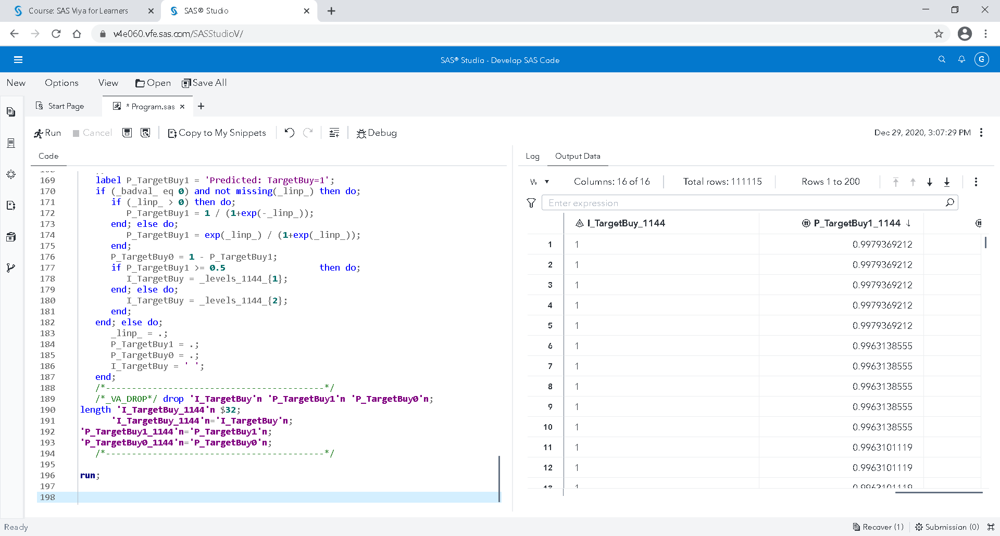 Course: SAS Viya for Learners
SAS® Studio
v4e060.vfe.sas.com/SASStudioV/
SAS® Studio - Develop SAS Code
G
New Options View Open Save All
Start Page * Program.sas
Run Cancel Copy to My Snippets Debug Dec 29, 2020, 3:07:29 PM
Code
169 label P_TargetBuy1 = 'Predicted: TargetBuy=1';
170 if (_badval_ eq 0) and not missing(_linp_) then do;
171 if (_linp_ > 0) then do;
172 P_TargetBuy1 = 1 / (1+exp(-_linp_));
173 end; else do;
174 P_TargetBuy1 = exp(_linp_) / (1+exp(_linp_));
175 end;
176 P_TargetBuy0 = 1 - P_TargetBuy1;
177 if P_TargetBuy1 >= 0.5 then do;
178 I_TargetBuy = _levels_1144_{1};
179 end; else do;
180 I_TargetBuy = _levels_1144_{2};
181 end;
182 end; else do;
183 _linp_ = .;
184 P_TargetBuy1 = .;
185 P_TargetBuy0 = .;
186 I_TargetBuy = ' ';
187 end;
188 /*------------------------------------------*/
189 /*_VA_DROP*/ drop 'I_TargetBuy'n 'P_TargetBuy1'n 'P_TargetBuy0'n;
190 length 'I_TargetBuy_1144'n $32;
191 'I_TargetBuy_1144'n='I_TargetBuy'n;
192 'P_TargetBuy1_1144'n='P_TargetBuy1'n;
193 'P_TargetBuy0_1144'n='P_TargetBuy0'n;
194 /*------------------------------------------*/
195
196 run;
197
198
Log Output Data
W Columns: 16 of 16 Total rows: 111115 Rows 1 to 200
Enter expression
I_TargetBuy_1144 P_TargetBuy1_1144
1 1 0.9979369212
2 1 0.9979369212
3 1 0.9979369212
4 1 0.9979369212
5 1 0.9979369212
6 1 0.9963138555
7 1 0.9963138555
8 1 0.9963138555
9 1 0.9963138555
10 1 0.9963138555
11 1 0.9963101119
12 1 0.9963101119
13 1 0.9963101119
Ready Recover (1) Submission (0)